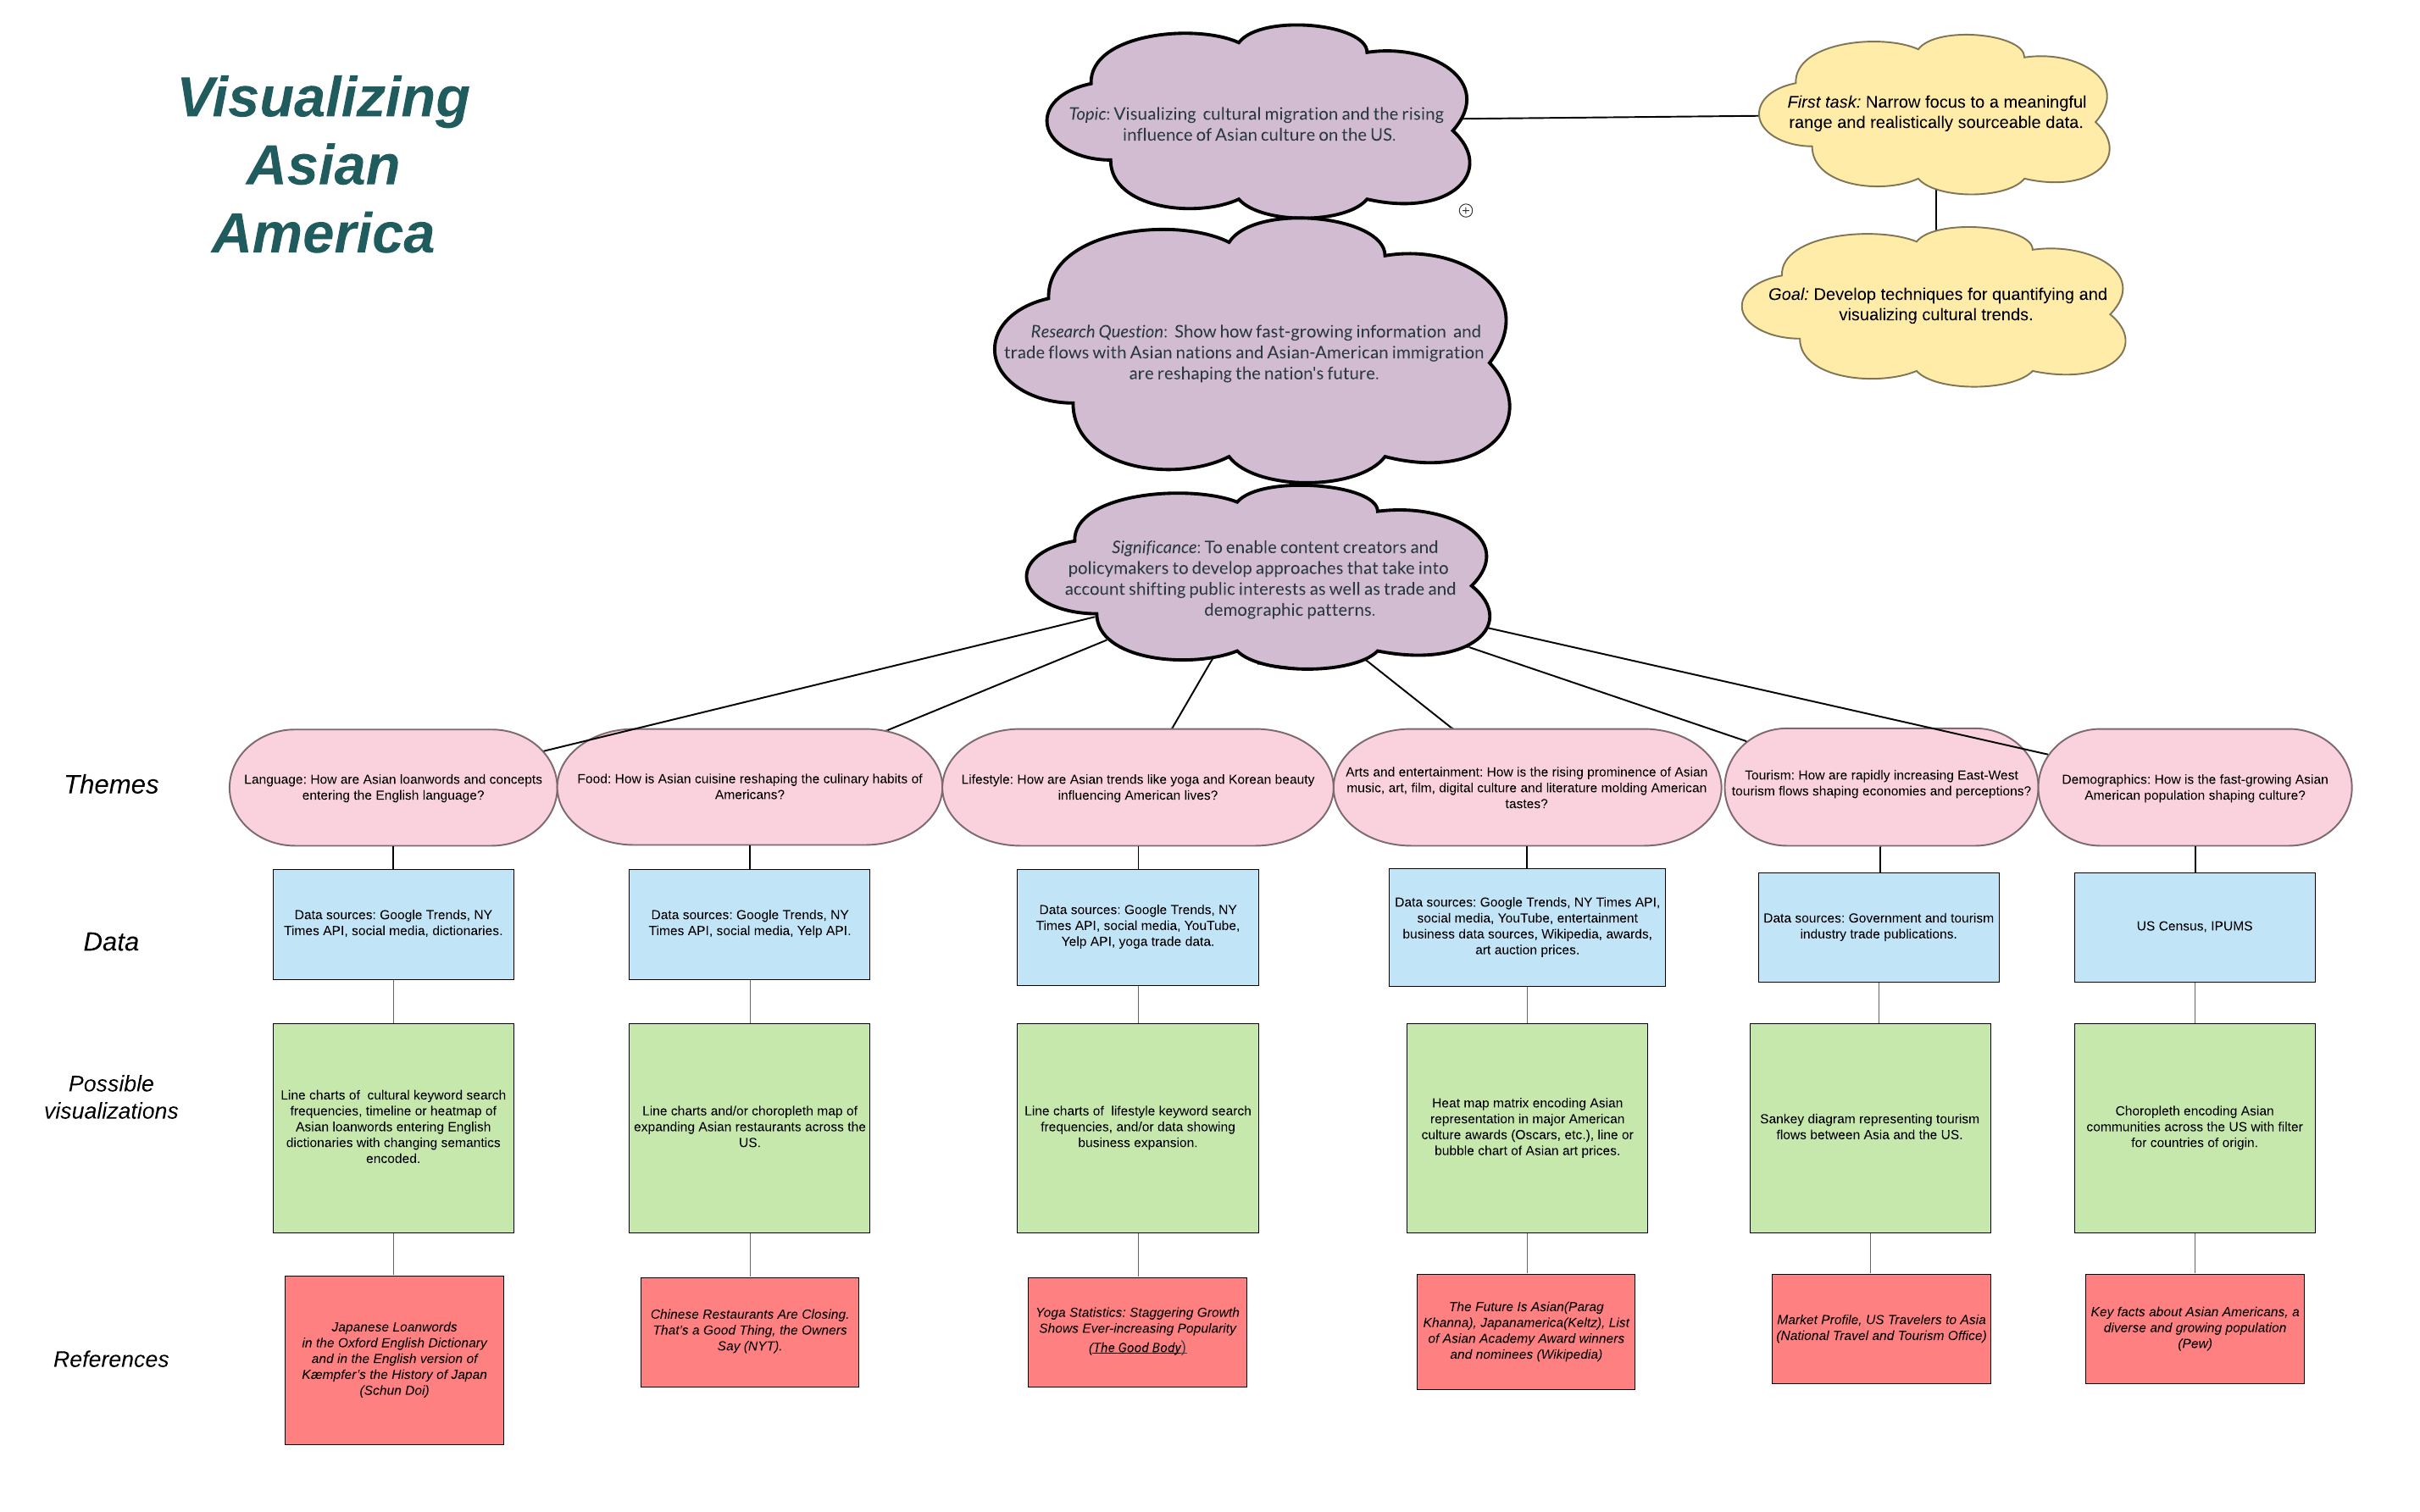 Visualizing
Asian
America
Topic: Visualizing  cultural migration and the rising
influence of Asian culture on the US.
First task: Narrow focus to a meaningful
range and realistically sourceable data.
Goal: Develop techniques for quantifying and
visualizing cultural trends.
Research Question:  Show how fast-growing information  and
trade flows with Asian nations and Asian-American immigration
are reshaping the nation's future.
Significance: To enable content creators and
policymakers to develop approaches that take into
account shifting public interests as well as trade and
demographic patterns.
Themes
Language: How are Asian loanwords and concepts
entering the English language?
Food: How is Asian cuisine reshaping the culinary habits of
Americans?
Lifestyle: How are Asian trends like yoga and Korean beauty
influencing American lives?
Arts and entertainment: How is the rising prominence of Asian
music, art, film, digital culture and literature molding American
tastes?
Tourism: How are rapidly increasing East-West
tourism flows shaping economies and perceptions?
Demographics: How is the fast-growing Asian
American population shaping culture?
Data
Data sources: Google Trends, NY
Times API, social media, dictionaries.
Data sources: Google Trends, NY
Times API, social media, Yelp API.
Data sources: Google Trends, NY
Times API, social media, YouTube,
Yelp API, yoga trade data.
Data sources: Google Trends, NY Times API,
social media, YouTube, entertainment
business data sources, Wikipedia, awards,
art auction prices.
Data sources: Government and tourism
industry trade publications.
US Census, IPUMS
Possible
visualizations
Line charts of  cultural keyword search
frequencies, timeline or heatmap of
Asian loanwords entering English
dictionaries with changing semantics
encoded.
Line charts and/or choropleth map of
expanding Asian restaurants across the
US.
Line charts of  lifestyle keyword search
frequencies, and/or data showing
business expansion.
Heat map matrix encoding Asian
representation in major American
culture awards (Oscars, etc.), line or
bubble chart of Asian art prices.
Sankey diagram representing tourism
flows between Asia and the US.
Choropleth encoding Asian
communities across the US with filter
for countries of origin.
References
Japanese Loanwords
in the Oxford English Dictionary
and in the English version of
Kæmpfer's the History of Japan
(Schun Doi)
Chinese Restaurants Are Closing.
That's a Good Thing, the Owners
Say (NYT).
Yoga Statistics: Staggering Growth
Shows Ever-increasing Popularity
(The Good Body)
The Future Is Asian(Parag
Khanna), Japanamerica(Keltz), List
of Asian Academy Award winners
and nominees (Wikipedia)
Market Profile, US Travelers to Asia
(National Travel and Tourism Office)
Key facts about Asian Americans, a
diverse and growing population
(Pew)